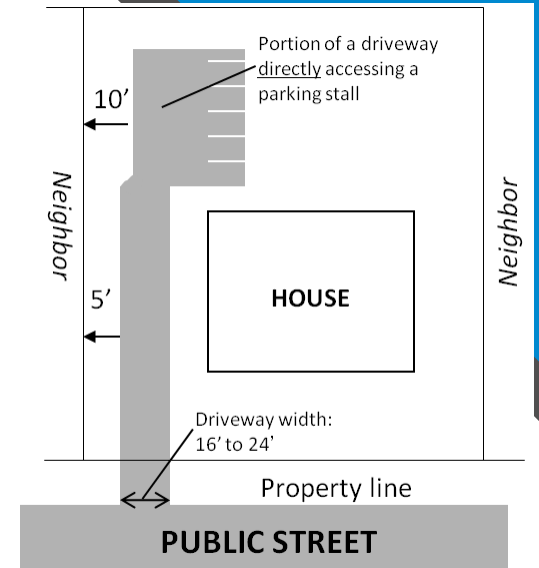 Portion of a driveway
directly accessing a
parking stall
10’
Neighbor
Neighbor
5’
HOUSE
Driveway width:
16’ to 24’
Property line
PUBLIC STREET